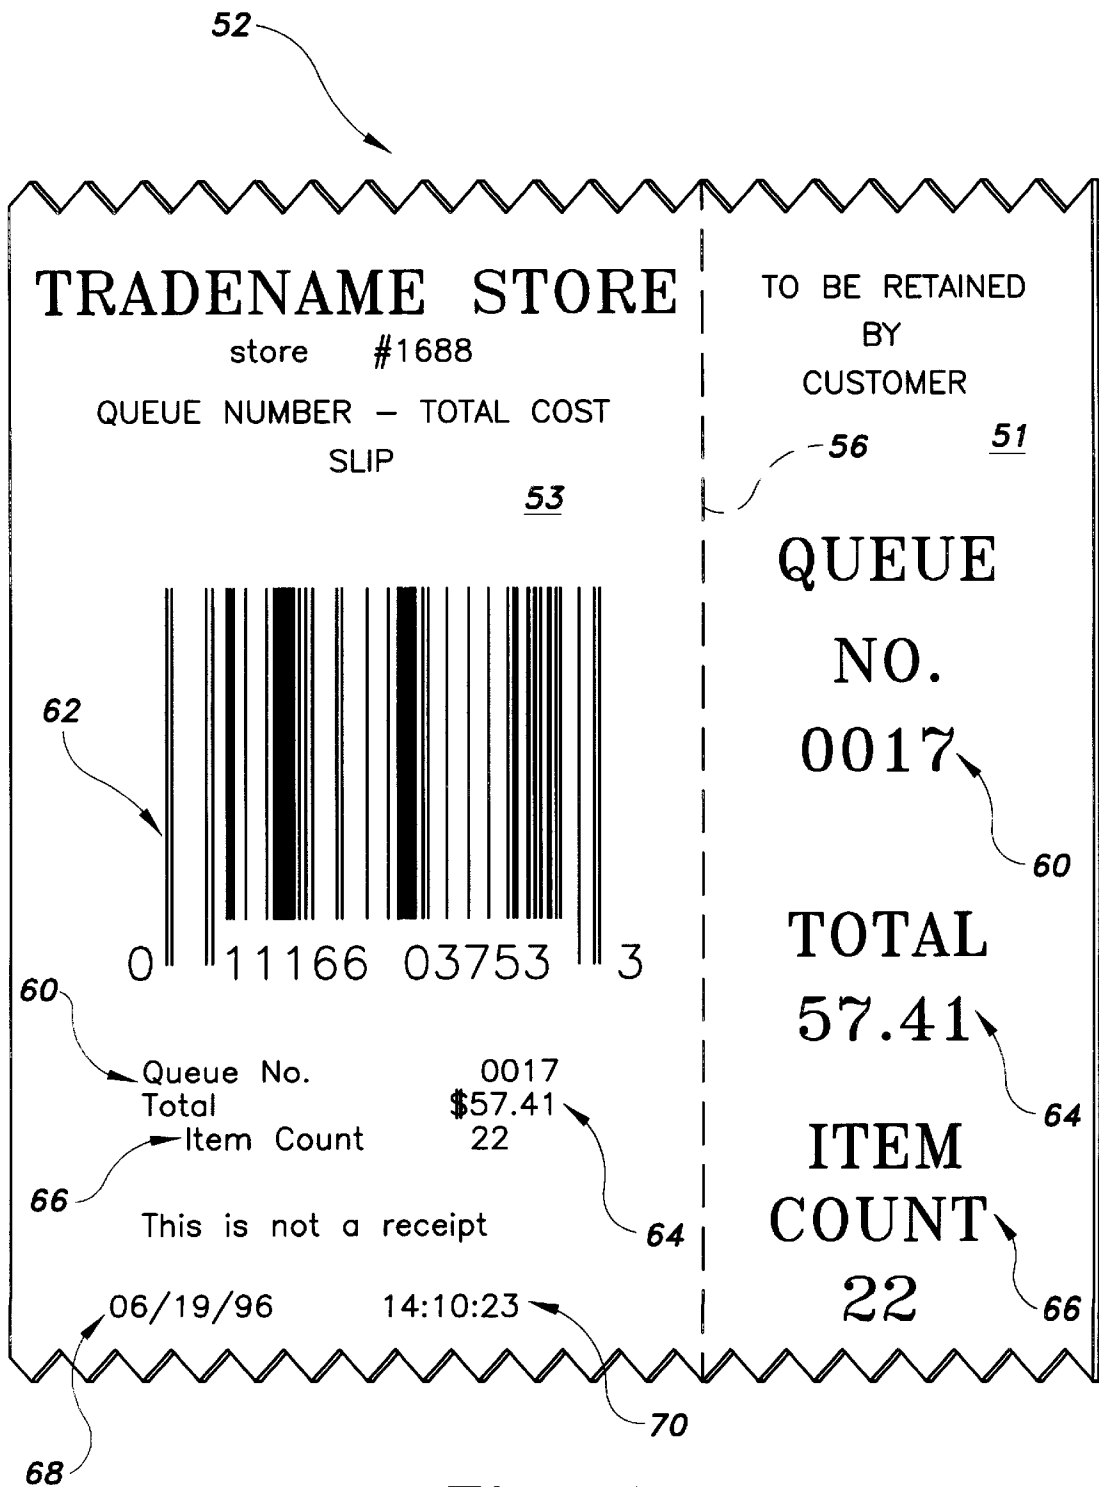 52
TRADENAME STORE
store #1688
QUEUE NUMBER – TOTAL COST
SLIP
53
62
0 11166 03753 3
60
Queue No. 0017
Total $57.41
Item Count 22
66
64
This is not a receipt
06/19/96 14:10:23
68
70
TO BE RETAINED
BY
CUSTOMER
51
56
QUEUE
NO.
0017
60
TOTAL
57.41
64
ITEM
COUNT
22
66